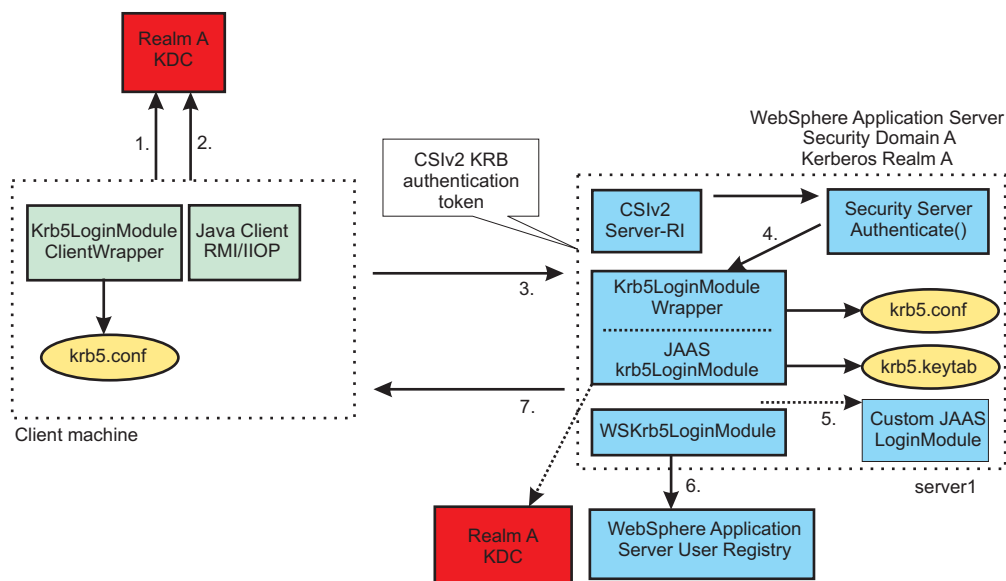 Realm A
KDC
1.
2.
WebSphere Application Server
Security Domain A
Kerberos Realm A
CSIv2 KRB
authentication
token
Krb5LoginModule
ClientWrapper
Java Client
RMI/IIOP
krb5.conf
Client machine
3.
7.
CSIv2
Server-RI
Security Server
Authenticate()
4.
Krb5LoginModule
Wrapper
JAAS
krb5LoginModule
krb5.conf
krb5.keytab
WSKrb5LoginModule
5.
Custom JAAS
LoginModule
server1
6.
Realm A
KDC
WebSphere Application
Server User Registry